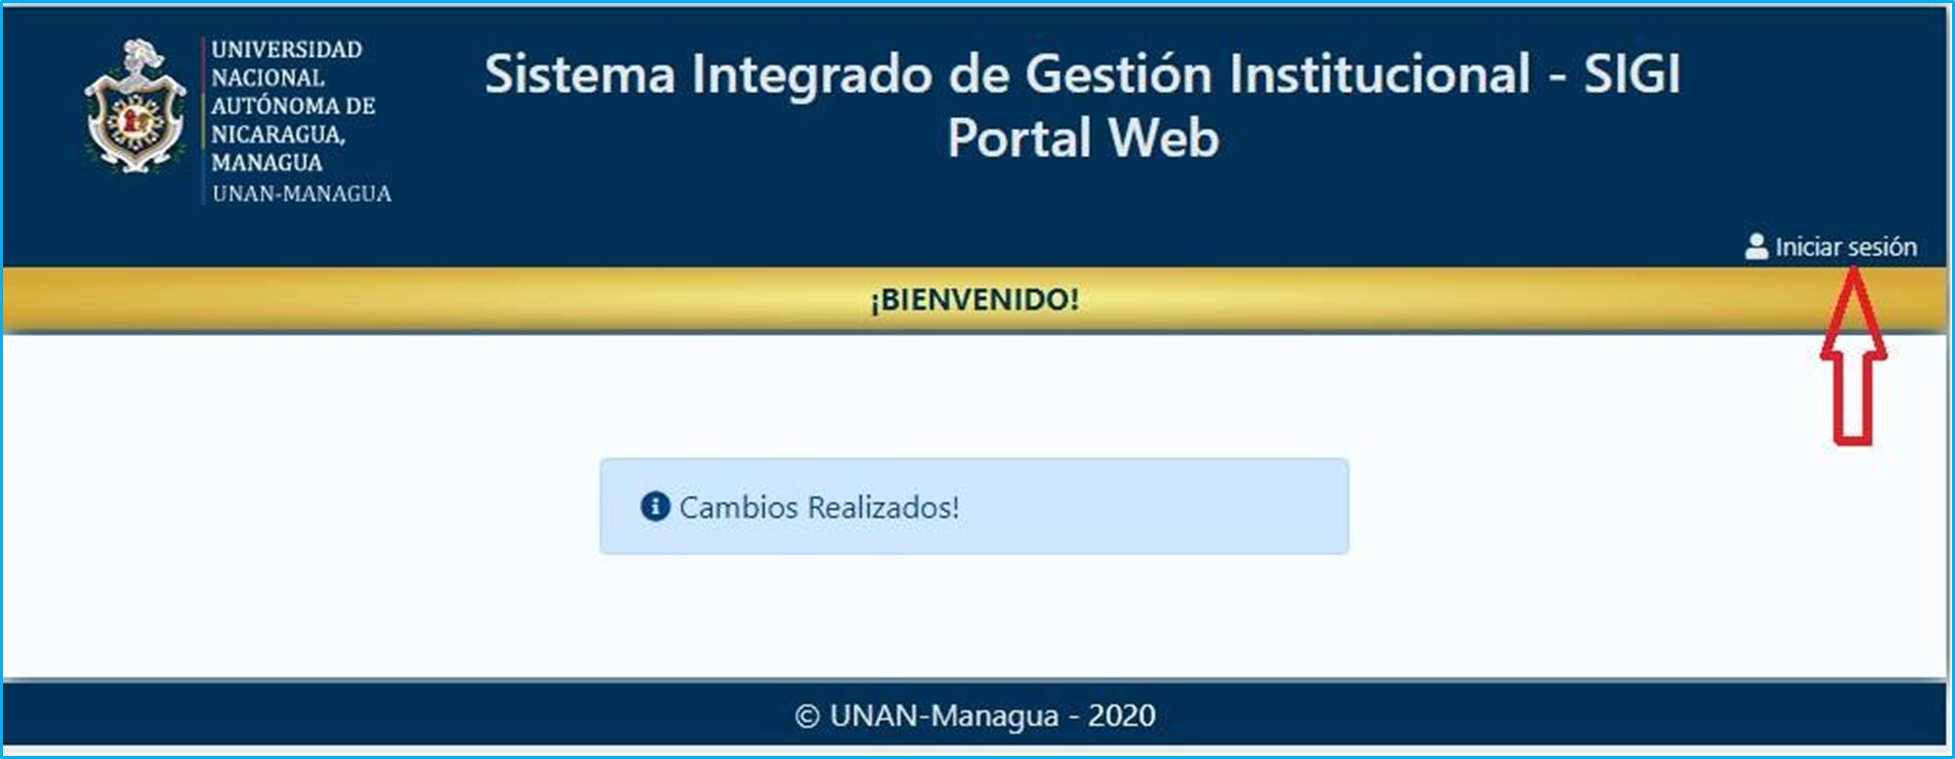 UNIVERSIDAD
NACIONAL
AUTÓNOMA DE
NICARAGUA,
MANAGUA
UNAN-MANAGUA
Sistema Integrado de Gestión Institucional - SIGI
Portal Web
Iniciar sesión
¡BIENVENIDO!
Cambios Realizados!
© UNAN-Managua - 2020